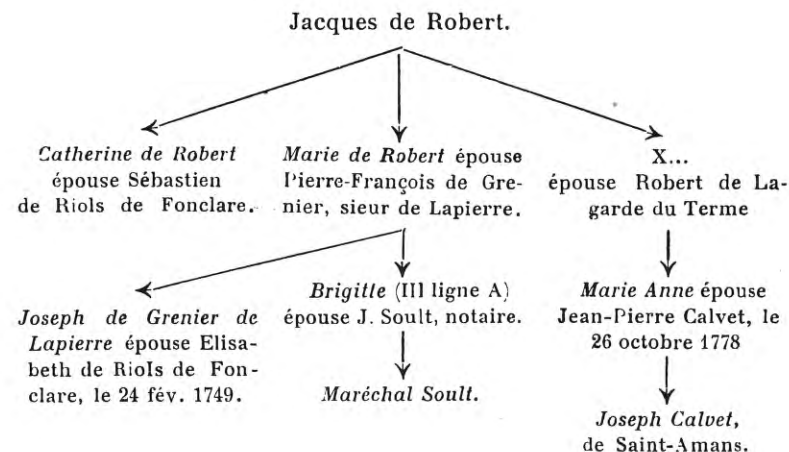 Jacques de Robert.
Catherine de Robert
épouse Sébastien
de Riols de Fonclare.
Marie de Robert épouse
Pierre-François de Gre-
nier, sieur de Lapierre.
X...
épouse Robert de La-
garde du Terme
Joseph de Grenier de
Lapierre épouse Elisa-
beth de Riols de Fon-
clare, le 24 fév. 1749.
Brigitte (III ligne A)
épouse J. Soult, notaire.
Maréchal Soult.
Marie Anne épouse
Jean-Pierre Calvet, le
26 octobre 1778
Joseph Calvet,
de Saint-Amans.